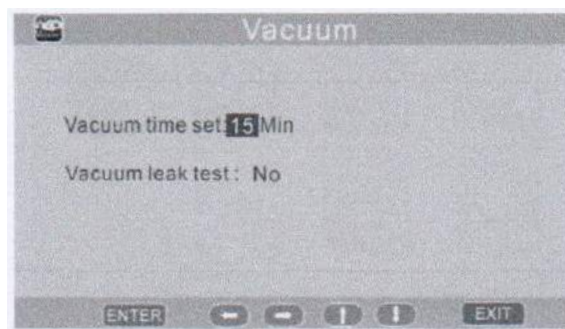 Vacuum
Vacuum time set: 15 Min
Vacuum leak test : No
ENTER EXIT